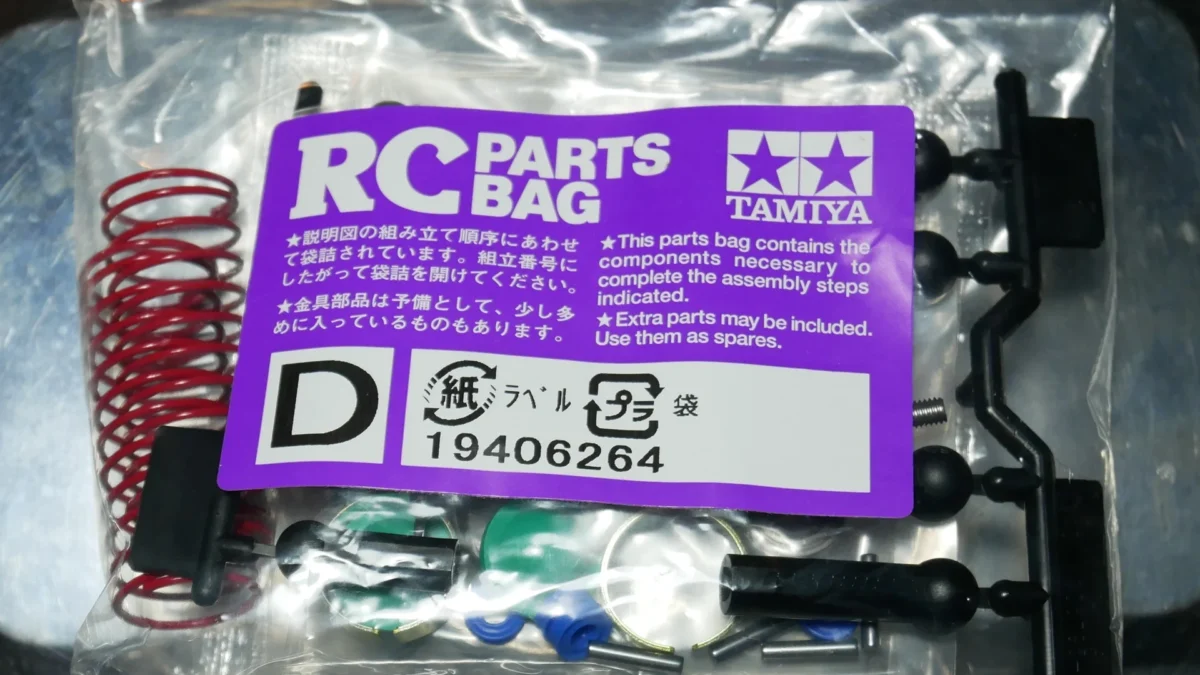 RC PARTS
BAG
TAMIYA
★説明図の組み立て順序にあわせ
て袋詰されています。組立番号に
したがって袋詰を開けてください。
★金具部品は予備として、少し多
めに入っているものもあります。
★This parts bag contains the
components necessary to
complete the assembly steps
indicated.
★Extra parts may be included.
Use them as spares.
D
紙 ラベル プラ 袋
19406264